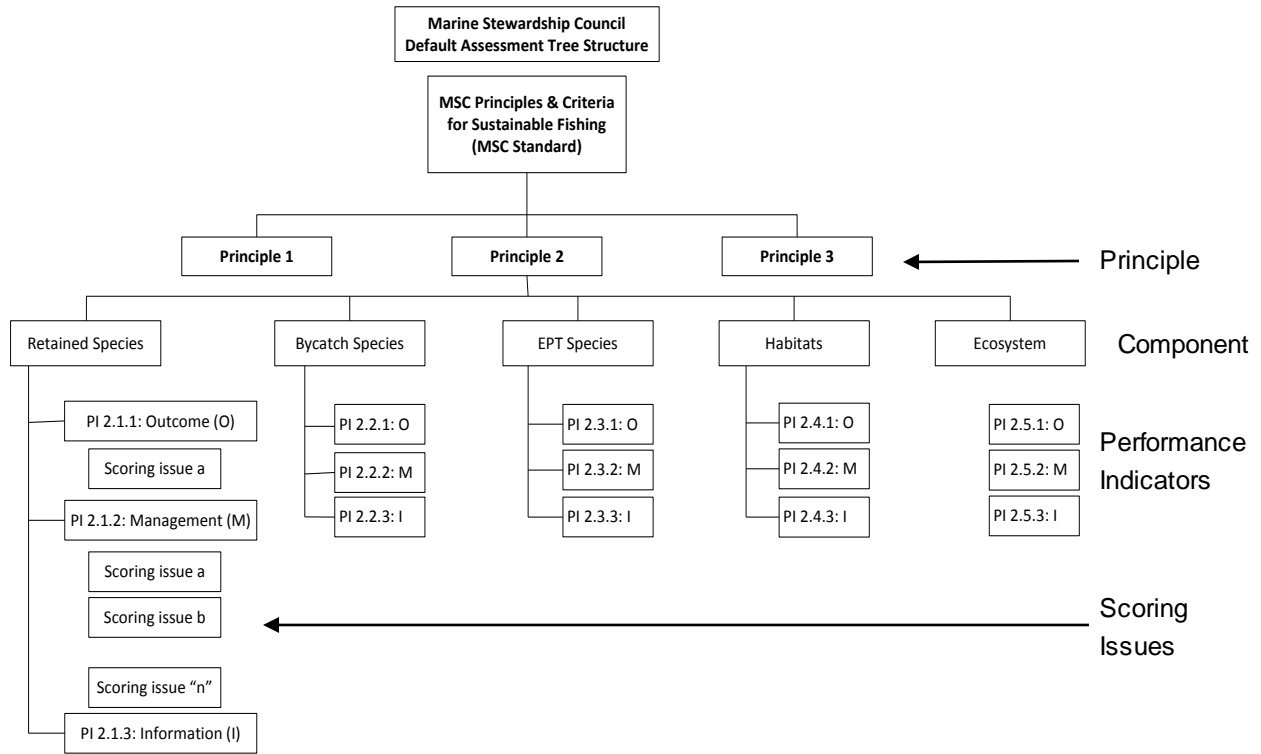 Marine Stewardship Council
Default Assessment Tree Structure
MSC Principles & Criteria
for Sustainable Fishing
(MSC Standard)
Principle 1
Principle 2
Principle 3
Principle
Retained Species
Bycatch Species
EPT Species
Habitats
Ecosystem
Component
PI 2.1.1: Outcome (O)
Scoring issue a
PI 2.1.2: Management (M)
Scoring issue a
Scoring issue b
Scoring issue “n”
PI 2.1.3: Information (I)
PI 2.2.1: O
PI 2.2.2: M
PI 2.2.3: I
PI 2.3.1: O
PI 2.3.2: M
PI 2.3.3: I
PI 2.4.1: O
PI 2.4.2: M
PI 2.4.3: I
PI 2.5.1: O
PI 2.5.2: M
PI 2.5.3: I
Performance
Indicators
Scoring
Issues